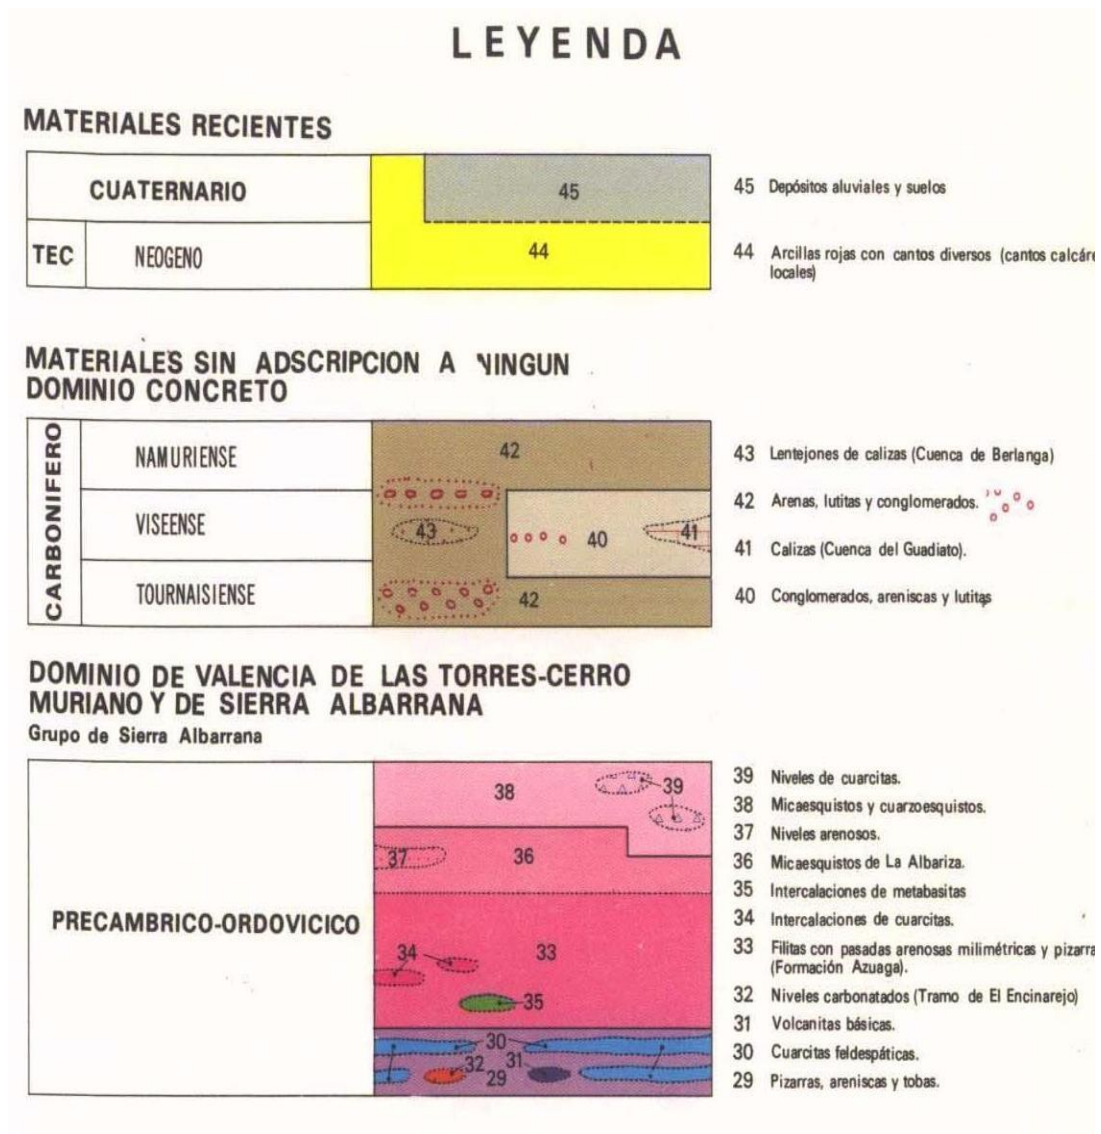 LEYENDA
MATERIALES RECIENTES
CUATERNARIO
45
45 Depósitos aluviales y suelos
TEC
NEOGENO
44
44 Arcillas rojas con cantos diversos (cantos
locales)
MATERIALES SIN ADSCRIPCION A NINGUN
DOMINIO CONCRETO
CARBONIFERO
NAMURIENSE
42
43 Lentejones de calizas (Cuenca de Berlanga)
42 Arenas, lutitas y conglomerados.
VISEENSE
43
40
41
41 Calizas (Cuenca del Guadiato).
TOURNAISIENSE
42
40 Conglomerados, areniscas y lutitas
DOMINIO DE VALENCIA DE LAS TORRES-CERRO
MURIANO Y DE SIERRA ALBARRANA
Grupo de Sierra Albarrana
PRECAMBRICO-ORDOVICICO
38
39
37
36
34
33
35
30
32
31
29
39 Niveles de cuarcitas.
38 Micaesquistos y cuarzoesquistos.
37 Niveles arenosos.
36 Micaesquistos de La Albariza.
35 Intercalaciones de metabasitas
34 Intercalaciones de cuarcitas.
33 Filitas con pasadas arenosas milimétricas y
(Formación Azuaga).
32 Niveles carbonatados (Tramo de El Encinarejo)
31 Volcanitas básicas.
30 Cuarcitas feldespáticas.
29 Pizarras, areniscas y tobas.